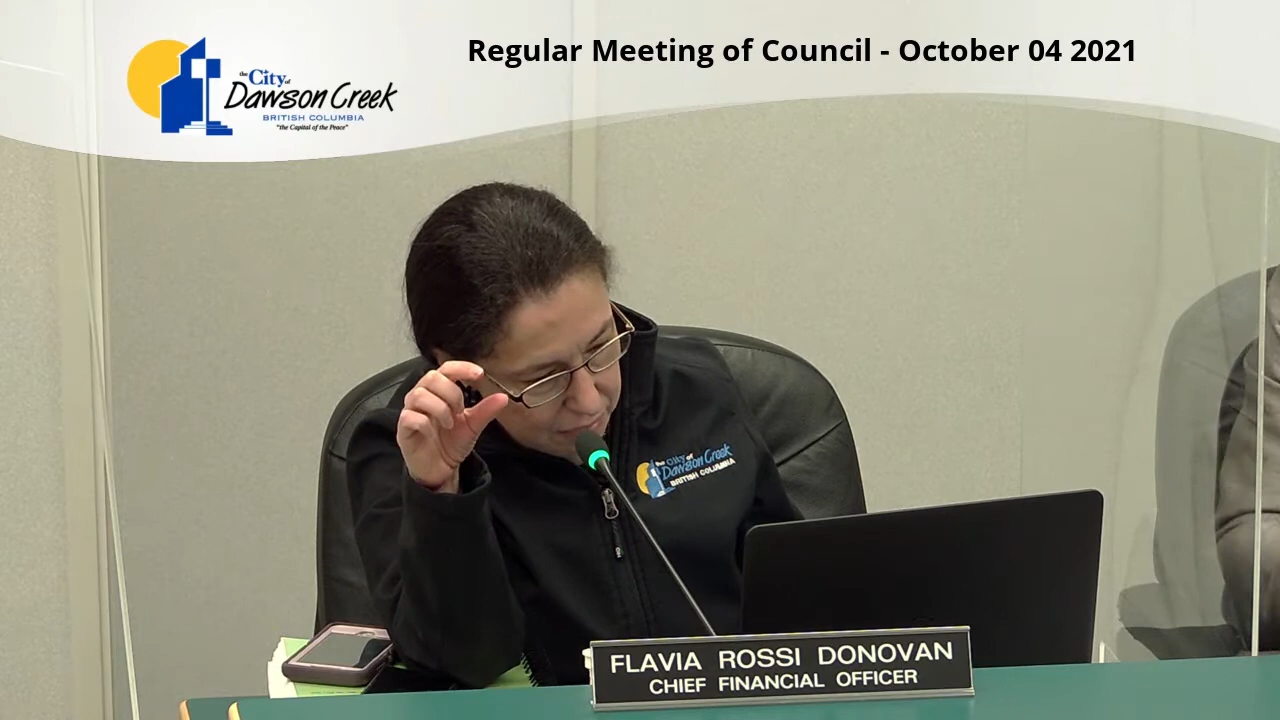 Regular Meeting of Council - October 04 2021
the City of
Dawson Creek
BRITISH COLUMBIA
"the Capital of the Peace"
the City of
Dawson Creek
BRITISH COLUMBIA
FLAVIA ROSSI DONOVAN
CHIEF FINANCIAL OFFICER